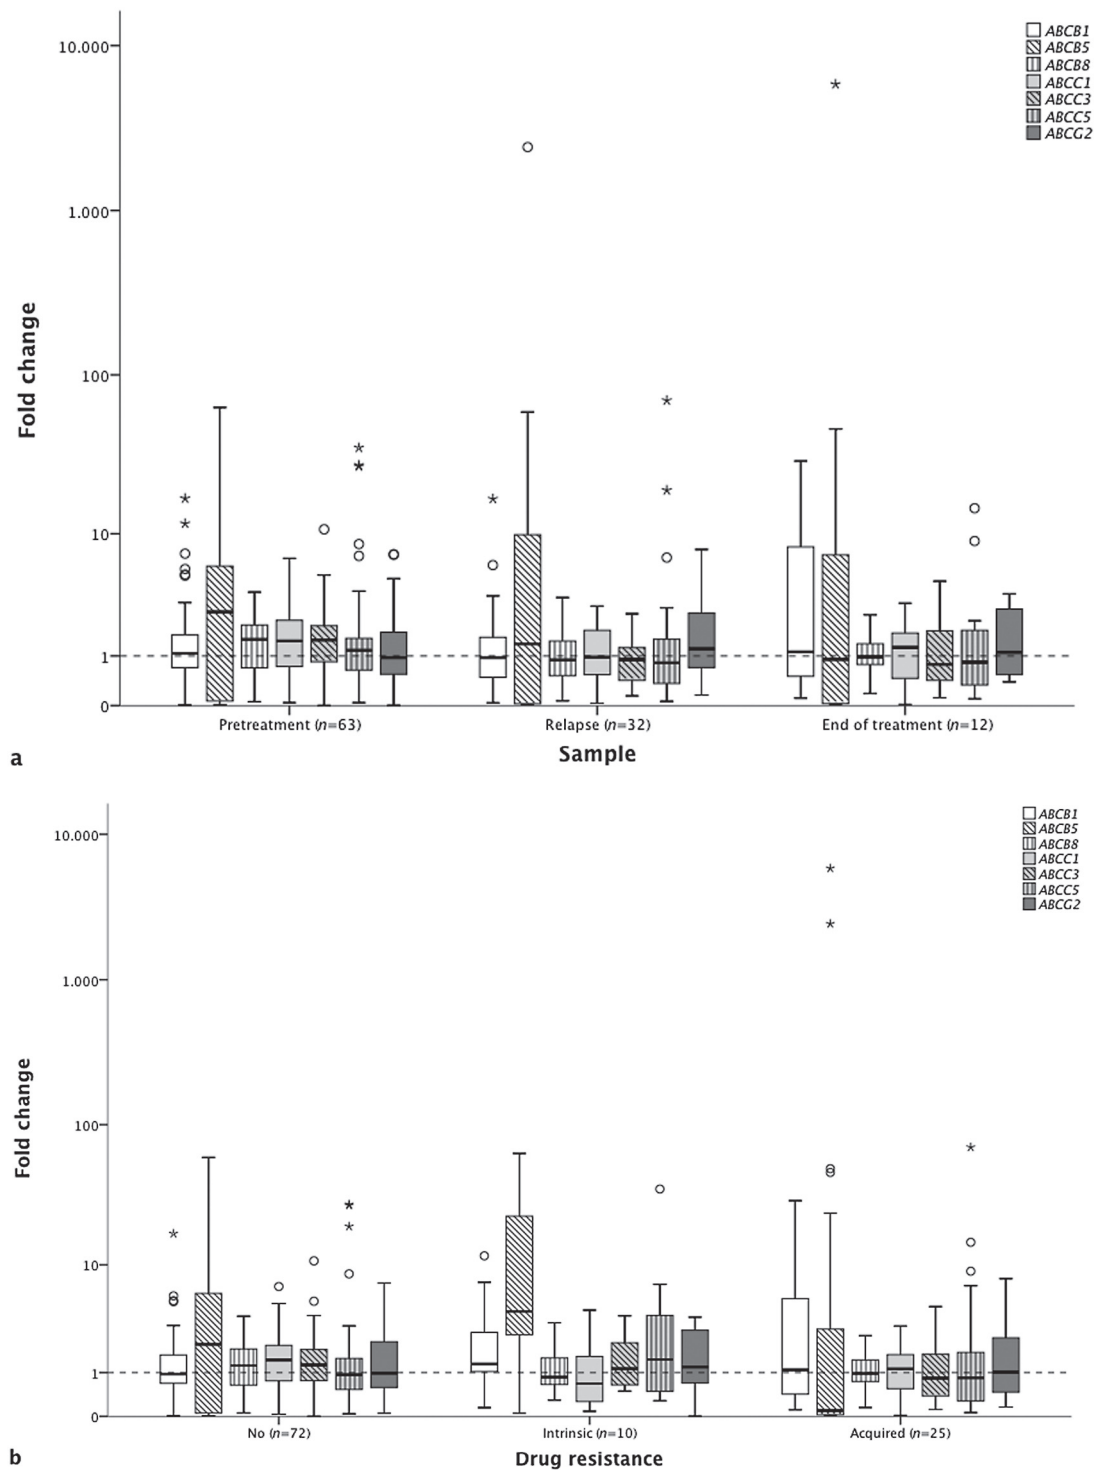 10.000
1.000
100
10
1
0
Fold change
ABCB1
ABCB5
ABCB8
ABCC1
ABCC3
ABCC5
ABCG2
Pretreatment (n=63) Relapse (n=32) End of treatment (n=12)
Sample
a
10.000
1.000
100
10
1
0
Fold change
ABCB1
ABCB5
ABCB8
ABCC1
ABCC3
ABCC5
ABCG2
No (n=72) Intrinsic (n=10) Acquired (n=25)
Drug resistance
b